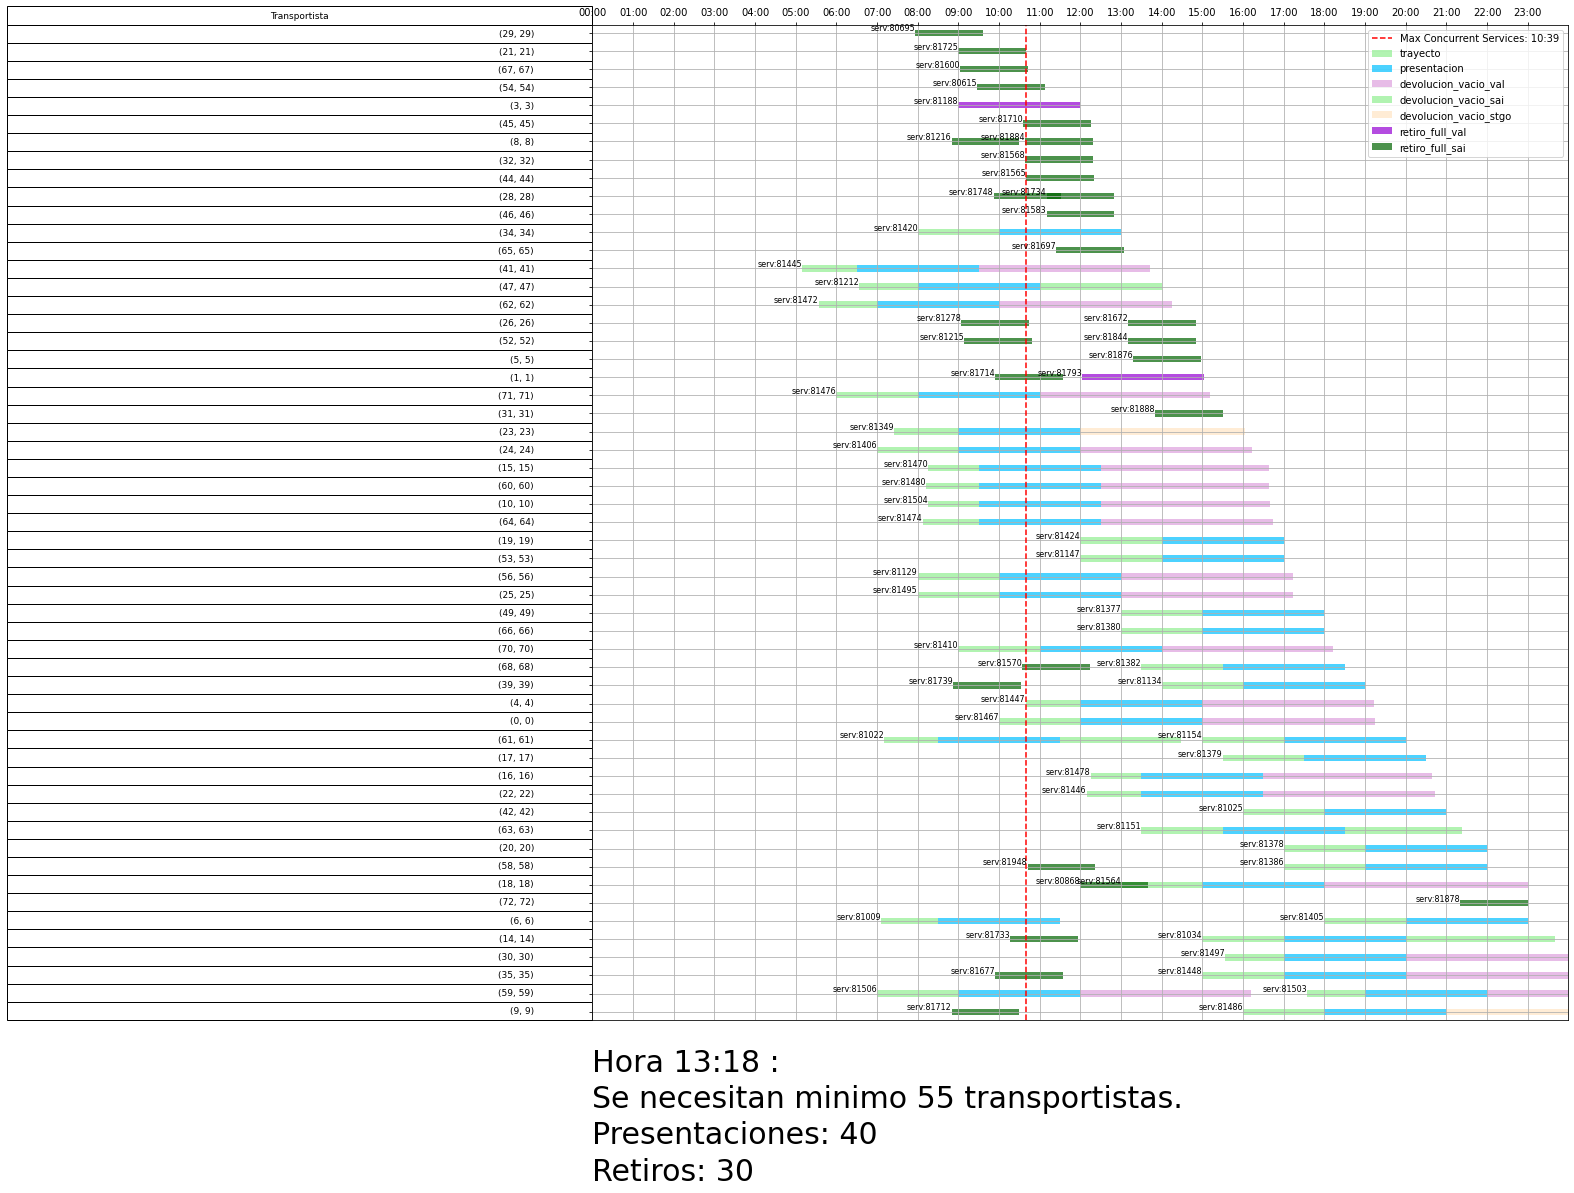 Transportista
00:00 01:00 02:00 03:00 04:00 05:00 06:00 07:00 08:00 09:00 10:00 11:00 12:00 13:00 14:00 15:00 16:00 17:00 18:00 19:00 20:00 21:00 22:00 23:00
Max Concurrent Services: 10:39
trayecto
presentacion
devolucion_vacio_val
devolucion_vacio_sai
devolucion_vacio_stgo
retiro_full_val
retiro_full_sai
(29, 29) serv:80695
(21, 21) serv:81725
(67, 67) serv:81600
(54, 54) serv:80615
(3, 3) serv:81188
(45, 45) serv:81710
(8, 8) serv:81216 serv:81884
(32, 32) serv:81568
(44, 44) serv:81565
(28, 28) serv:81748 serv:81734
(46, 46) serv:81583
(34, 34) serv:81420
(65, 65) serv:81697
(41, 41) serv:81445
(47, 47) serv:81212
(62, 62) serv:81472
(26, 26) serv:81278 serv:81672
(52, 52) serv:81215 serv:81844
(5, 5) serv:81876
(1, 1) serv:81714 serv:81793
(71, 71) serv:81476
(31, 31) serv:81888
(23, 23) serv:81349
(24, 24) serv:81406
(15, 15) serv:81470
(60, 60) serv:81480
(10, 10) serv:81504
(64, 64) serv:81474
(19, 19) serv:81424
(53, 53) serv:81147
(56, 56) serv:81129
(25, 25) serv:81495
(49, 49) serv:81377
(66, 66) serv:81380
(70, 70) serv:81410
(68, 68) serv:81570 serv:81382
(39, 39) serv:81739 serv:81134
(4, 4) serv:81447
(0, 0) serv:81467
(61, 61) serv:81022 serv:81154
(17, 17) serv:81379
(16, 16) serv:81478
(22, 22) serv:81446
(42, 42) serv:81025
(63, 63) serv:81151
(20, 20) serv:81378
(58, 58) serv:81948 serv:81386
(18, 18) serv:80868 serv:81564
(72, 72) serv:81878
(6, 6) serv:81009 serv:81405
(14, 14) serv:81733 serv:81034
(30, 30) serv:81497
(35, 35) serv:81677 serv:81448
(59, 59) serv:81506 serv:81503
(9, 9) serv:81712 serv:81486
Hora 13:18 :
Se necesitan minimo 55 transportistas.
Presentaciones: 40
Retiros: 30